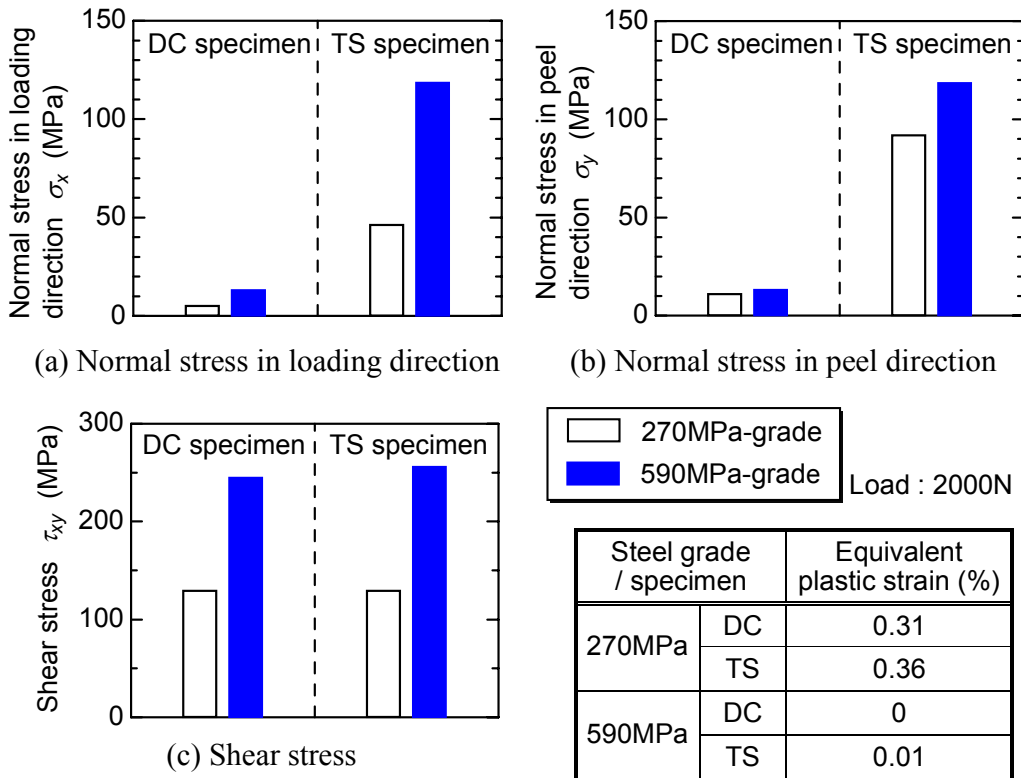 150
100
50
0
Normal stress in loading
direction σx (MPa)
DC specimen
TS specimen
(a) Normal stress in loading direction
150
100
50
0
Normal stress in peel
direction σy (MPa)
DC specimen
TS specimen
(b) Normal stress in peel direction
300
200
100
0
Shear stress τxy (MPa)
DC specimen
TS specimen
(c) Shear stress
270MPa-grade
590MPa-grade
Load : 2000N
Steel grade
/ specimen
Equivalent
plastic strain (%)
270MPa
DC
0.31
TS
0.36
590MPa
DC
0
TS
0.01